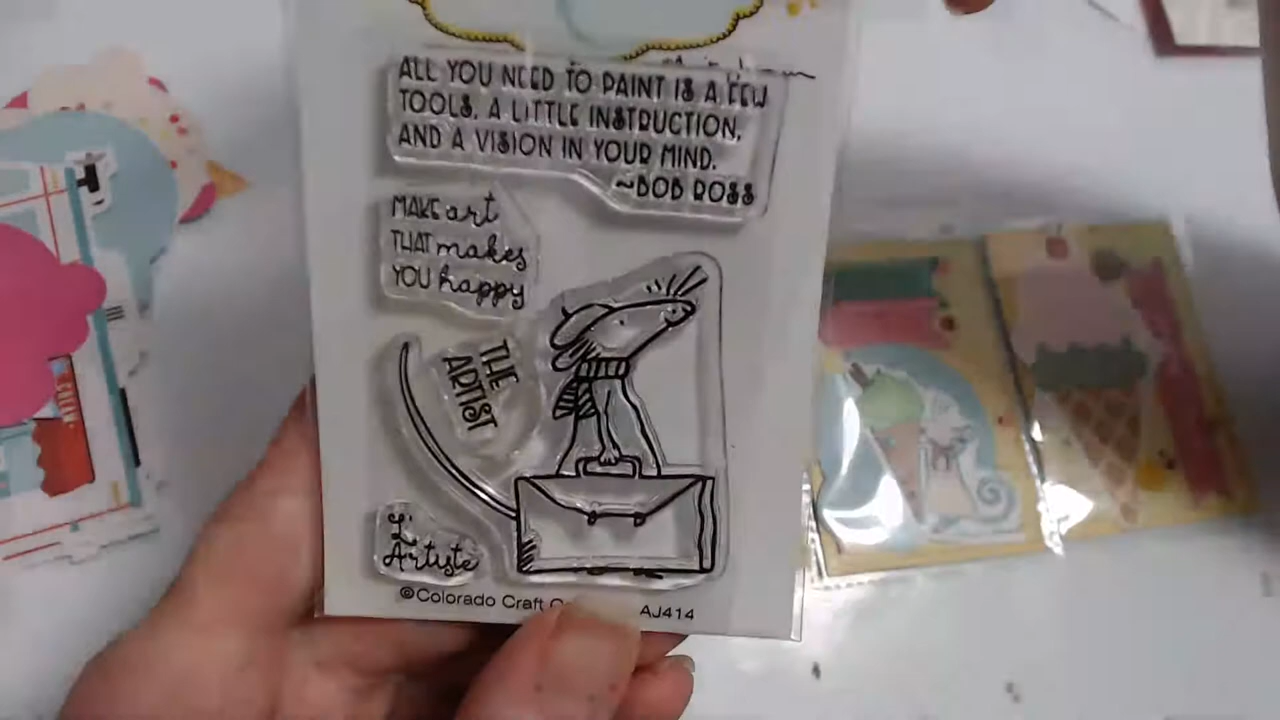 ALL YOU NEED TO PAINT IS A FEW
TOOLS, A LITTLE INSTRUCTION,
AND A VISION IN YOUR MIND.
~BOB ROSS
MAKE art
THAT makes
YOU happy
THE
ARTIST
L'
Artiste
©Colorado Craft AJ414